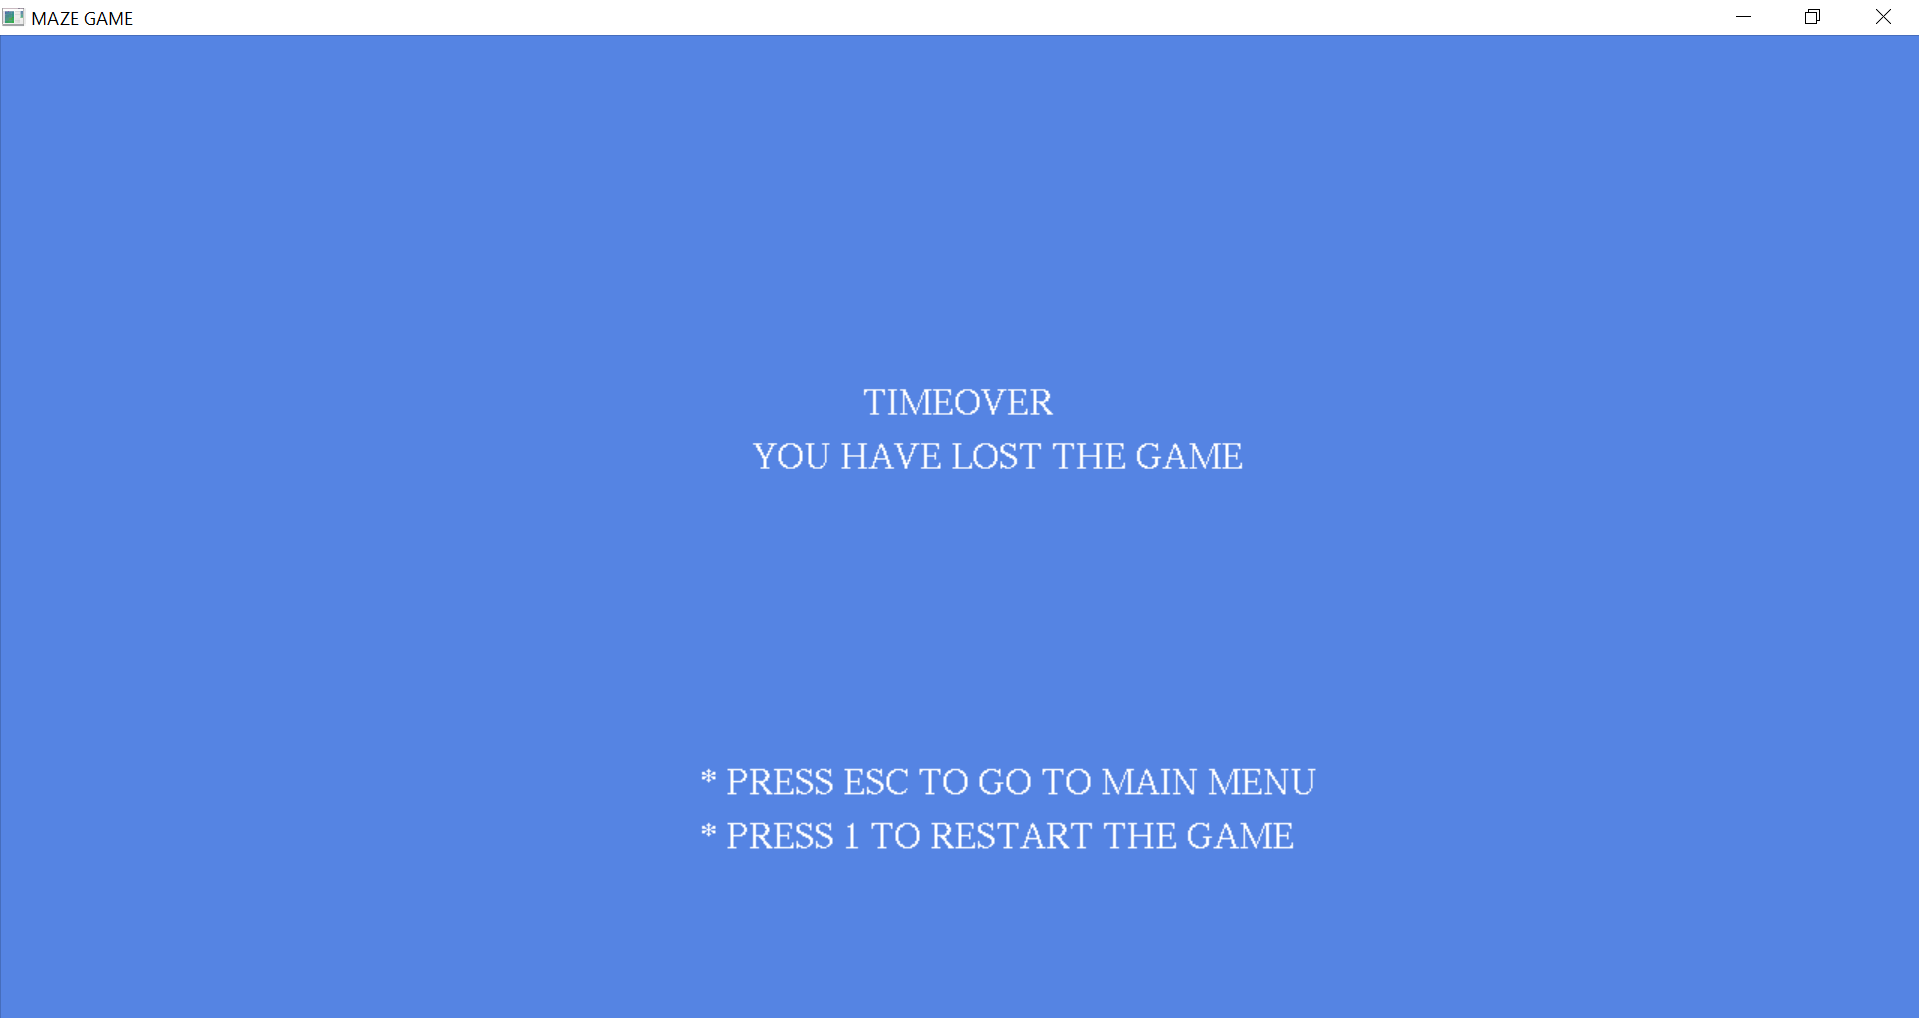 MAZE GAME
TIMEOVER
YOU HAVE LOST THE GAME
* PRESS ESC TO GO TO MAIN MENU
* PRESS 1 TO RESTART THE GAME